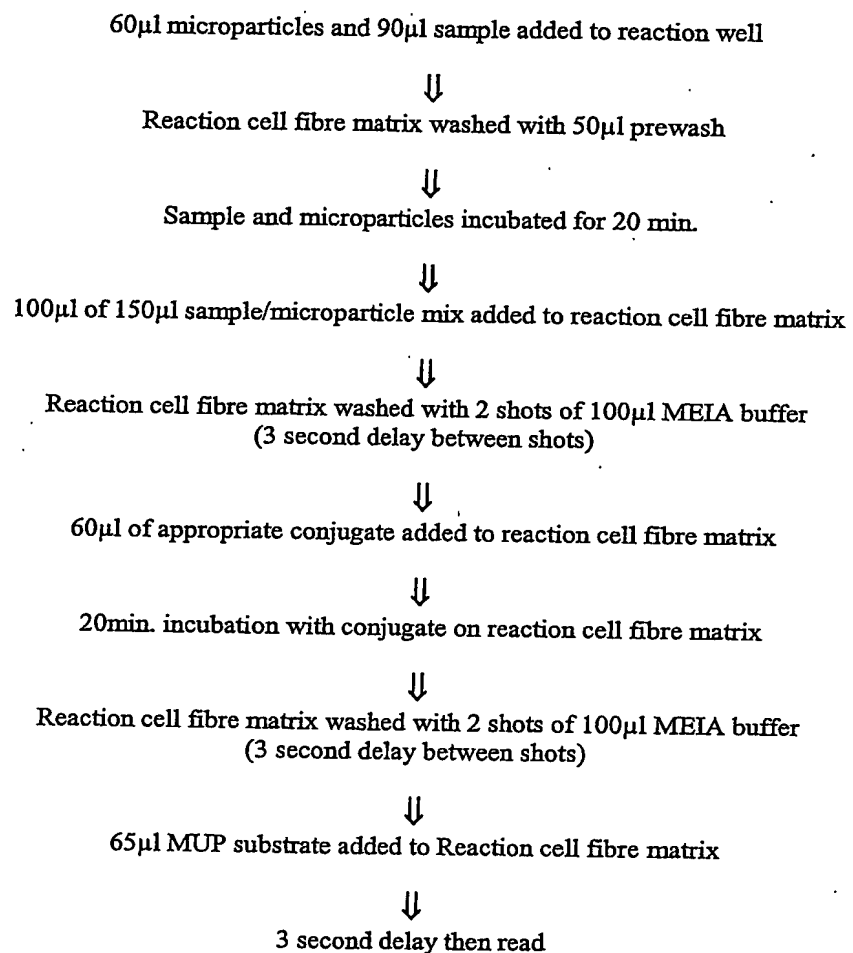 60µl microparticles and 90µl sample added to reaction well
⇓
Reaction cell fibre matrix washed with 50µl prewash
⇓
Sample and microparticles incubated for 20 min.
⇓
100µl of 150µl sample/microparticle mix added to reaction cell fibre matrix
⇓
Reaction cell fibre matrix washed with 2 shots of 100µl MEIA buffer
(3 second delay between shots)
⇓
60µl of appropriate conjugate added to reaction cell fibre matrix
⇓
20min. incubation with conjugate on reaction cell fibre matrix
⇓
Reaction cell fibre matrix washed with 2 shots of 100µl MEIA buffer
(3 second delay between shots)
⇓
65µl MUP substrate added to Reaction cell fibre matrix
⇓
3 second delay then read